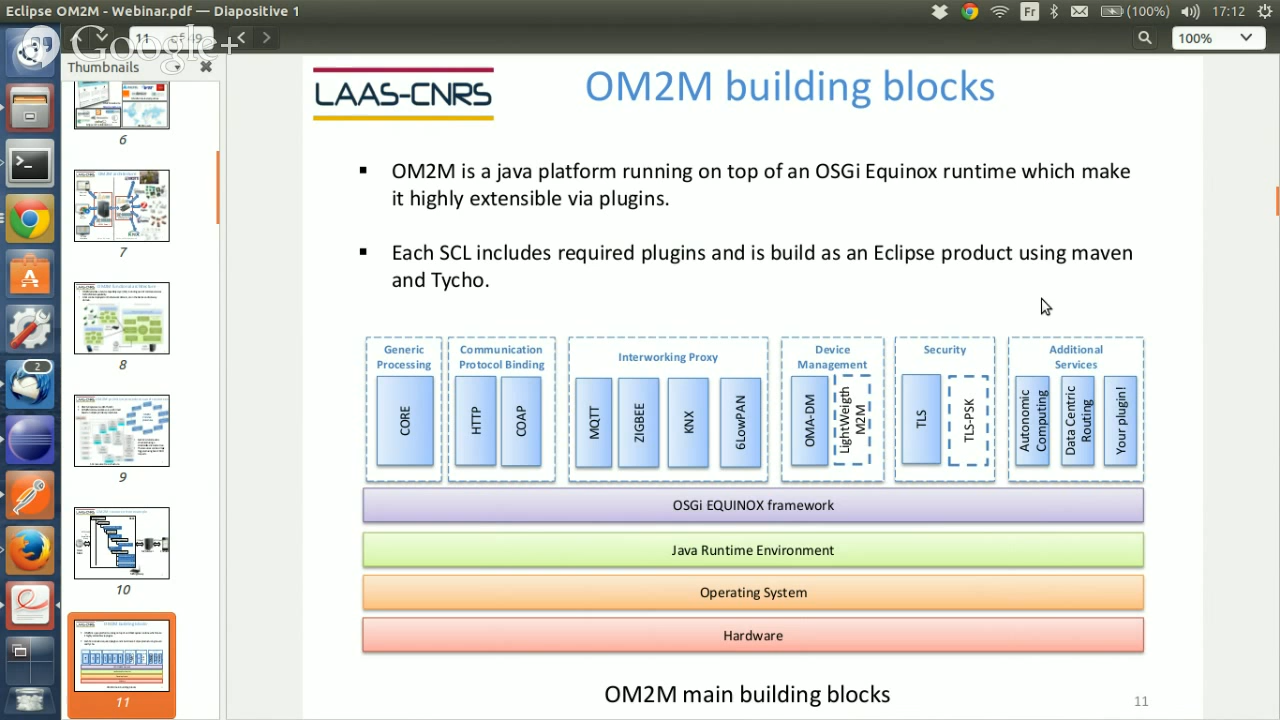 Eclipse OM2M - Webinar.pdf — Diapositive 1
Fr
(100%)
17:12
Google+
11 of 49
100%
Thumbnails
6
7
8
9
10
11
2
LAAS-CNRS
OM2M building blocks
OM2M is a java platform running on top of an OSGi Equinox runtime which make
it highly extensible via plugins.
Each SCL includes required plugins and is build as an Eclipse product using maven
and Tycho.
Generic
Processing
CORE
Communication
Protocol Binding
HTTP
COAP
Interworking Proxy
MQTT
ZIGBEE
KNX
6LowPAN
Device
Management
OMA-DM
LightWeigth
M2M
Security
TLS
TLS-PSK
Additional
Services
Autonomic
Computing
Data Centric
Routing
Your plugin!
OSGi EQUINOX framework
Java Runtime Environment
Operating System
Hardware
OM2M main building blocks
11